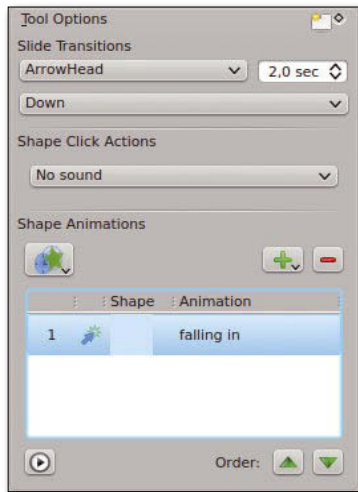 Tool Options
Slide Transitions
ArrowHead 2,0 sec
Down
Shape Click Actions
No sound
Shape Animations
Shape Animation
1 falling in
Order: